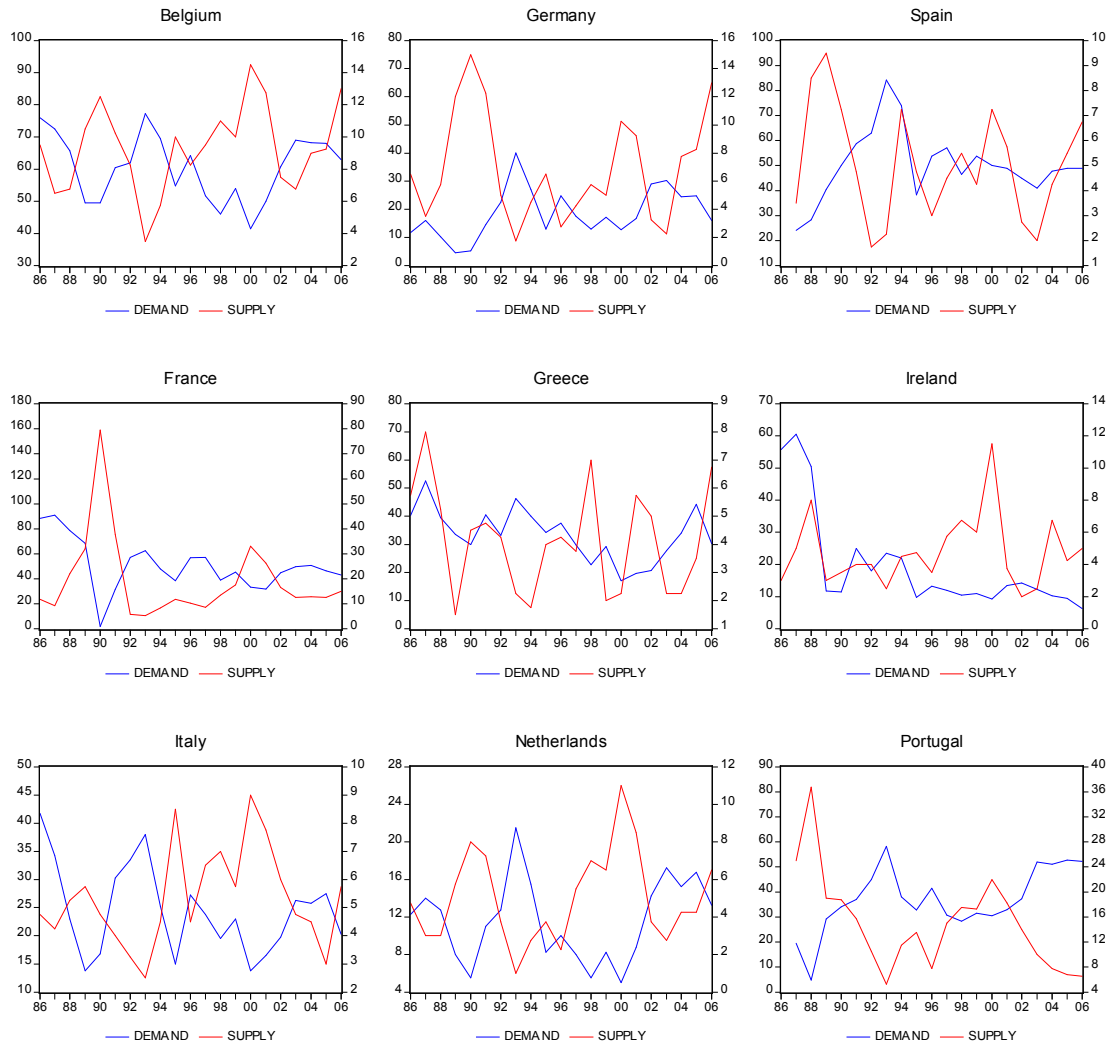 Belgium Germany Spain
100 16 80 16 100 10
90 14 70 14 90 9
80 12 60 12 80 8
70 10 50 10 70 7
60 8 40 8 60 6
50 6 30 6 50 5
40 4 20 4 40 4
30 2 10 2 30 3
0 0 20 2
10 1
86 88 90 92 94 96 98 00 02 04 06 86 88 90 92 94 96 98 00 02 04 06 86 88 90 92 94 96 98 00 02 04 06
DEMAND SUPPLY DEMAND SUPPLY DEMAND SUPPLY
France Greece Ireland
180 90 80 9 70 14
160 80 70 8 60 12
140 70 60 7 50 10
120 60 50 6 40 8
100 50 40 5 30 6
80 40 30 4 20 4
60 30 20 3 10 2
40 20 10 2 0 0
20 10 0 1
0 0
86 88 90 92 94 96 98 00 02 04 06 86 88 90 92 94 96 98 00 02 04 06 86 88 90 92 94 96 98 00 02 04 06
DEMAND SUPPLY DEMAND SUPPLY DEMAND SUPPLY
Italy Netherlands Portugal
50 10 28 12 90 40
45 9 24 10 80 36
40 8 20 8 70 32
35 7 16 6 60 28
30 6 12 4 50 24
25 5 8 2 40 20
20 4 4 0 30 16
15 3 20 12
10 2 10 8
0 4
86 88 90 92 94 96 98 00 02 04 06 86 88 90 92 94 96 98 00 02 04 06 86 88 90 92 94 96 98 00 02 04 06
DEMAND SUPPLY DEMAND SUPPLY DEMAND SUPPLY